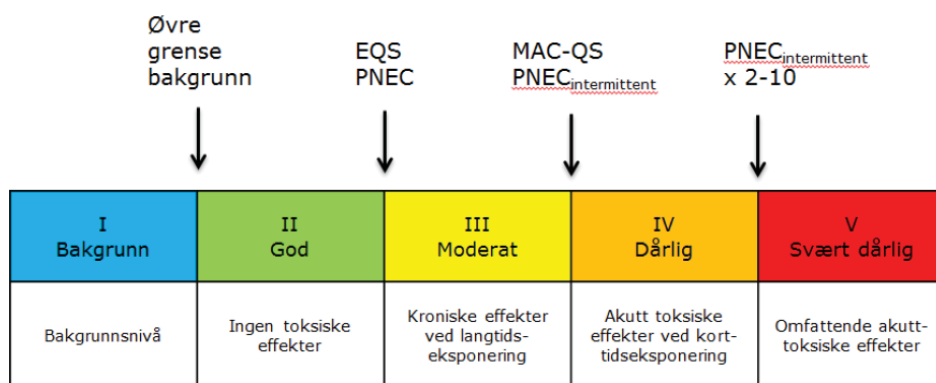 Øvre
grense
bakgrunn
EQS
PNEC
MAC-QS
PNECintermittent
PNECintermittent
x 2-10
I
Bakgrunn
II
God
III
Moderat
IV
Dårlig
V
Svært dårlig
Bakgrunnsnivå
Ingen toksiske
effekter
Kroniske effekter
ved langtids-
eksponering
Akutt toksiske
effekter ved kort-
tidseksponering
Omfattende akutt-
toksiske effekter